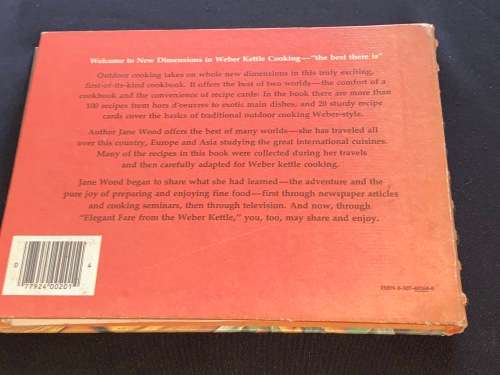 Welcome to New Dimensions in Weber Kettle Cooking—"the best there is"
Outdoor cooking takes on whole new dimensions in this truly exciting,
first-of-its-kind cookbook. It offers the best of two worlds—the comfort of a
cookbook and the convenience of recipe cards. In the book there are more than
100 recipes from hors d'oeuvres to exotic main dishes, and 20 sturdy recipe
cards cover the basics of traditional outdoor cooking Weber-style.
Author Jane Wood offers the best of many worlds—she has traveled all
over this country, Europe and Asia studying the great international cuisines.
Many of the recipes in this book were collected during her travels
and then carefully adapted for Weber kettle cooking.
Jane Wood began to share what she had learned—the adventure and the
pure joy of preparing and enjoying fine food—first through newspaper articles
and cooking seminars, then through television. And now, through
"Elegant Fare from the Weber Kettle," you, too, may share and enjoy.
0 77924 00201 4
ISBN 0-307-